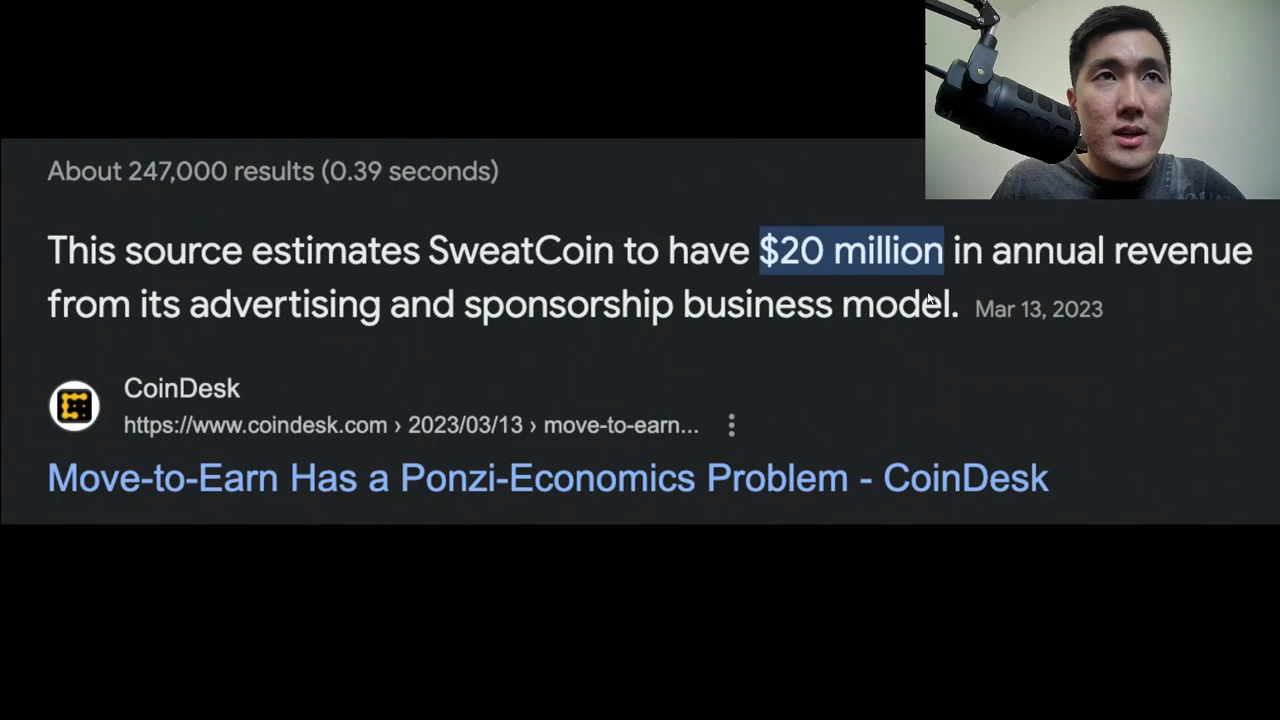 About 247,000 results (0.39 seconds)
This source estimates SweatCoin to have $20 million in annual revenue
from its advertising and sponsorship business model. Mar 13, 2023
CoinDesk
https://www.coindesk.com › 2023/03/13 › move-to-earn...
Move-to-Earn Has a Ponzi-Economics Problem - CoinDesk